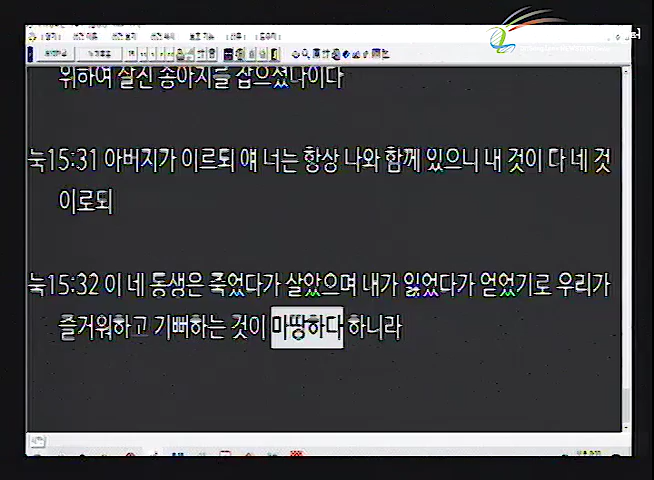 위하여 살진 송아지를 잡으셨나이다
눅15:31 아버지가 이르되 얘 너는 항상 나와 함께 있으니 내 것이 다 네 것
이로되
눅15:32 이 네 동생은 죽었다가 살았으며 내가 잃었다가 얻었기로 우리가
즐거워하고 기뻐하는 것이 마땅하다 하니라